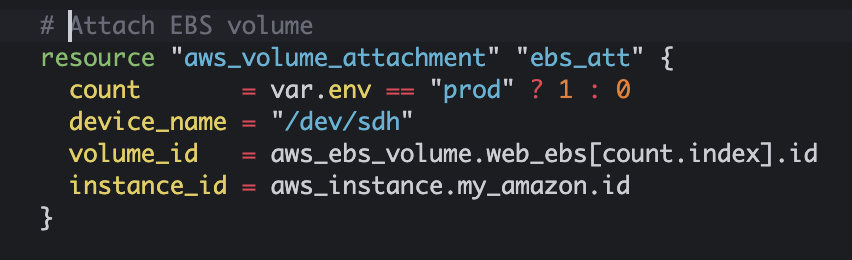 # Attach EBS volume
resource "aws_volume_attachment" "ebs_att" {
  count       = var.env == "prod" ? 1 : 0
  device_name = "/dev/sdh"
  volume_id   = aws_ebs_volume.web_ebs[count.index].id
  instance_id = aws_instance.my_amazon.id
}